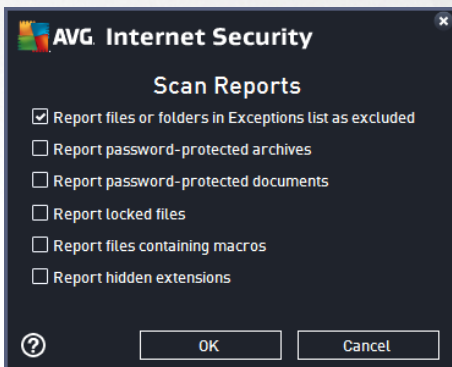 AVG Internet Security
Scan Reports
Report files or folders in Exceptions list as excluded
Report password-protected archives
Report password-protected documents
Report locked files
Report files containing macros
Report hidden extensions
? OK Cancel